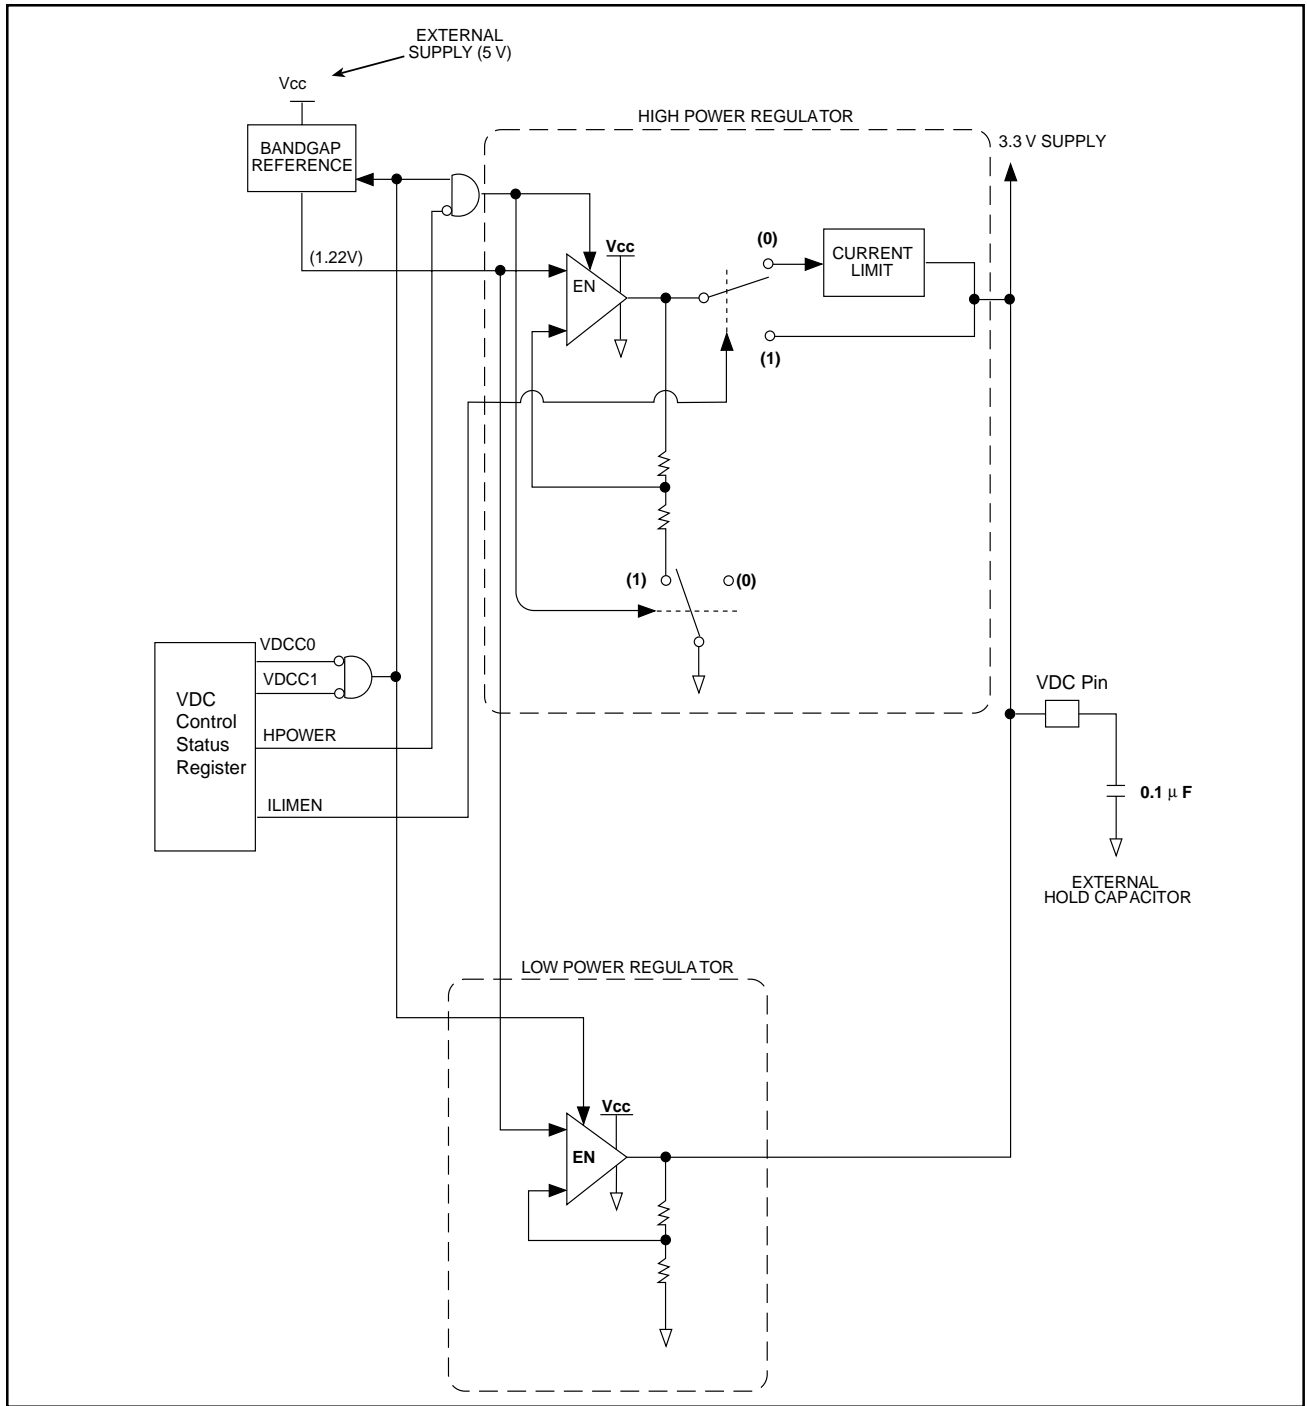 EXTERNAL
SUPPLY (5 V)
Vcc
HIGH POWER REGULATOR
BANDGAP
REFERENCE
3.3 V SUPPLY
(0)
Vcc
CURRENT
LIMIT
(1.22V)
EN
(1)
(1)
(0)
VDCC0
VDCC1
VDC
Control
Status
Register
HPOWER
ILIMEN
VDC Pin
0.1 μ F
EXTERNAL
HOLD CAPACITOR
LOW POWER REGULATOR
Vcc
EN